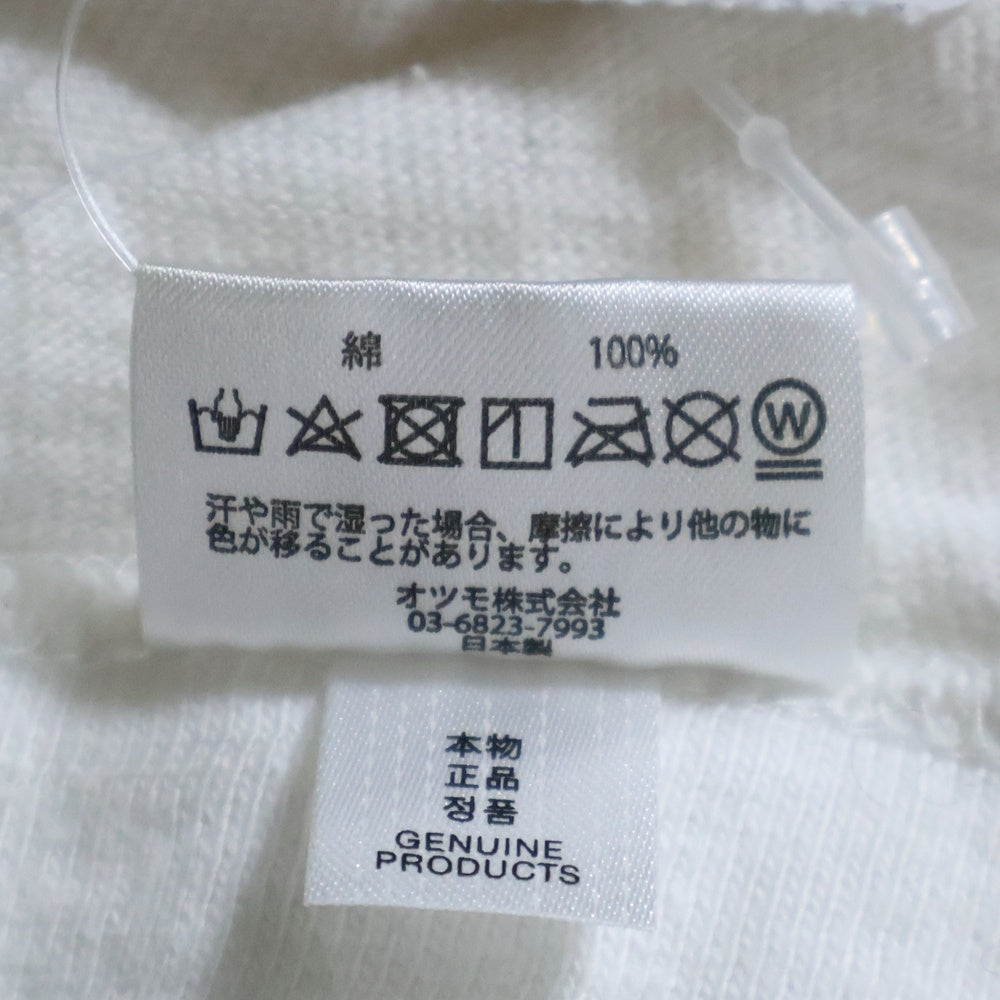 綿 100%
W
汗や雨で湿った場合、摩擦により他の物に
色が移ることがあります。
オツモ株式会社
03-6823-7993
日本製
本物
正品
정품
GENUINE
PRODUCTS